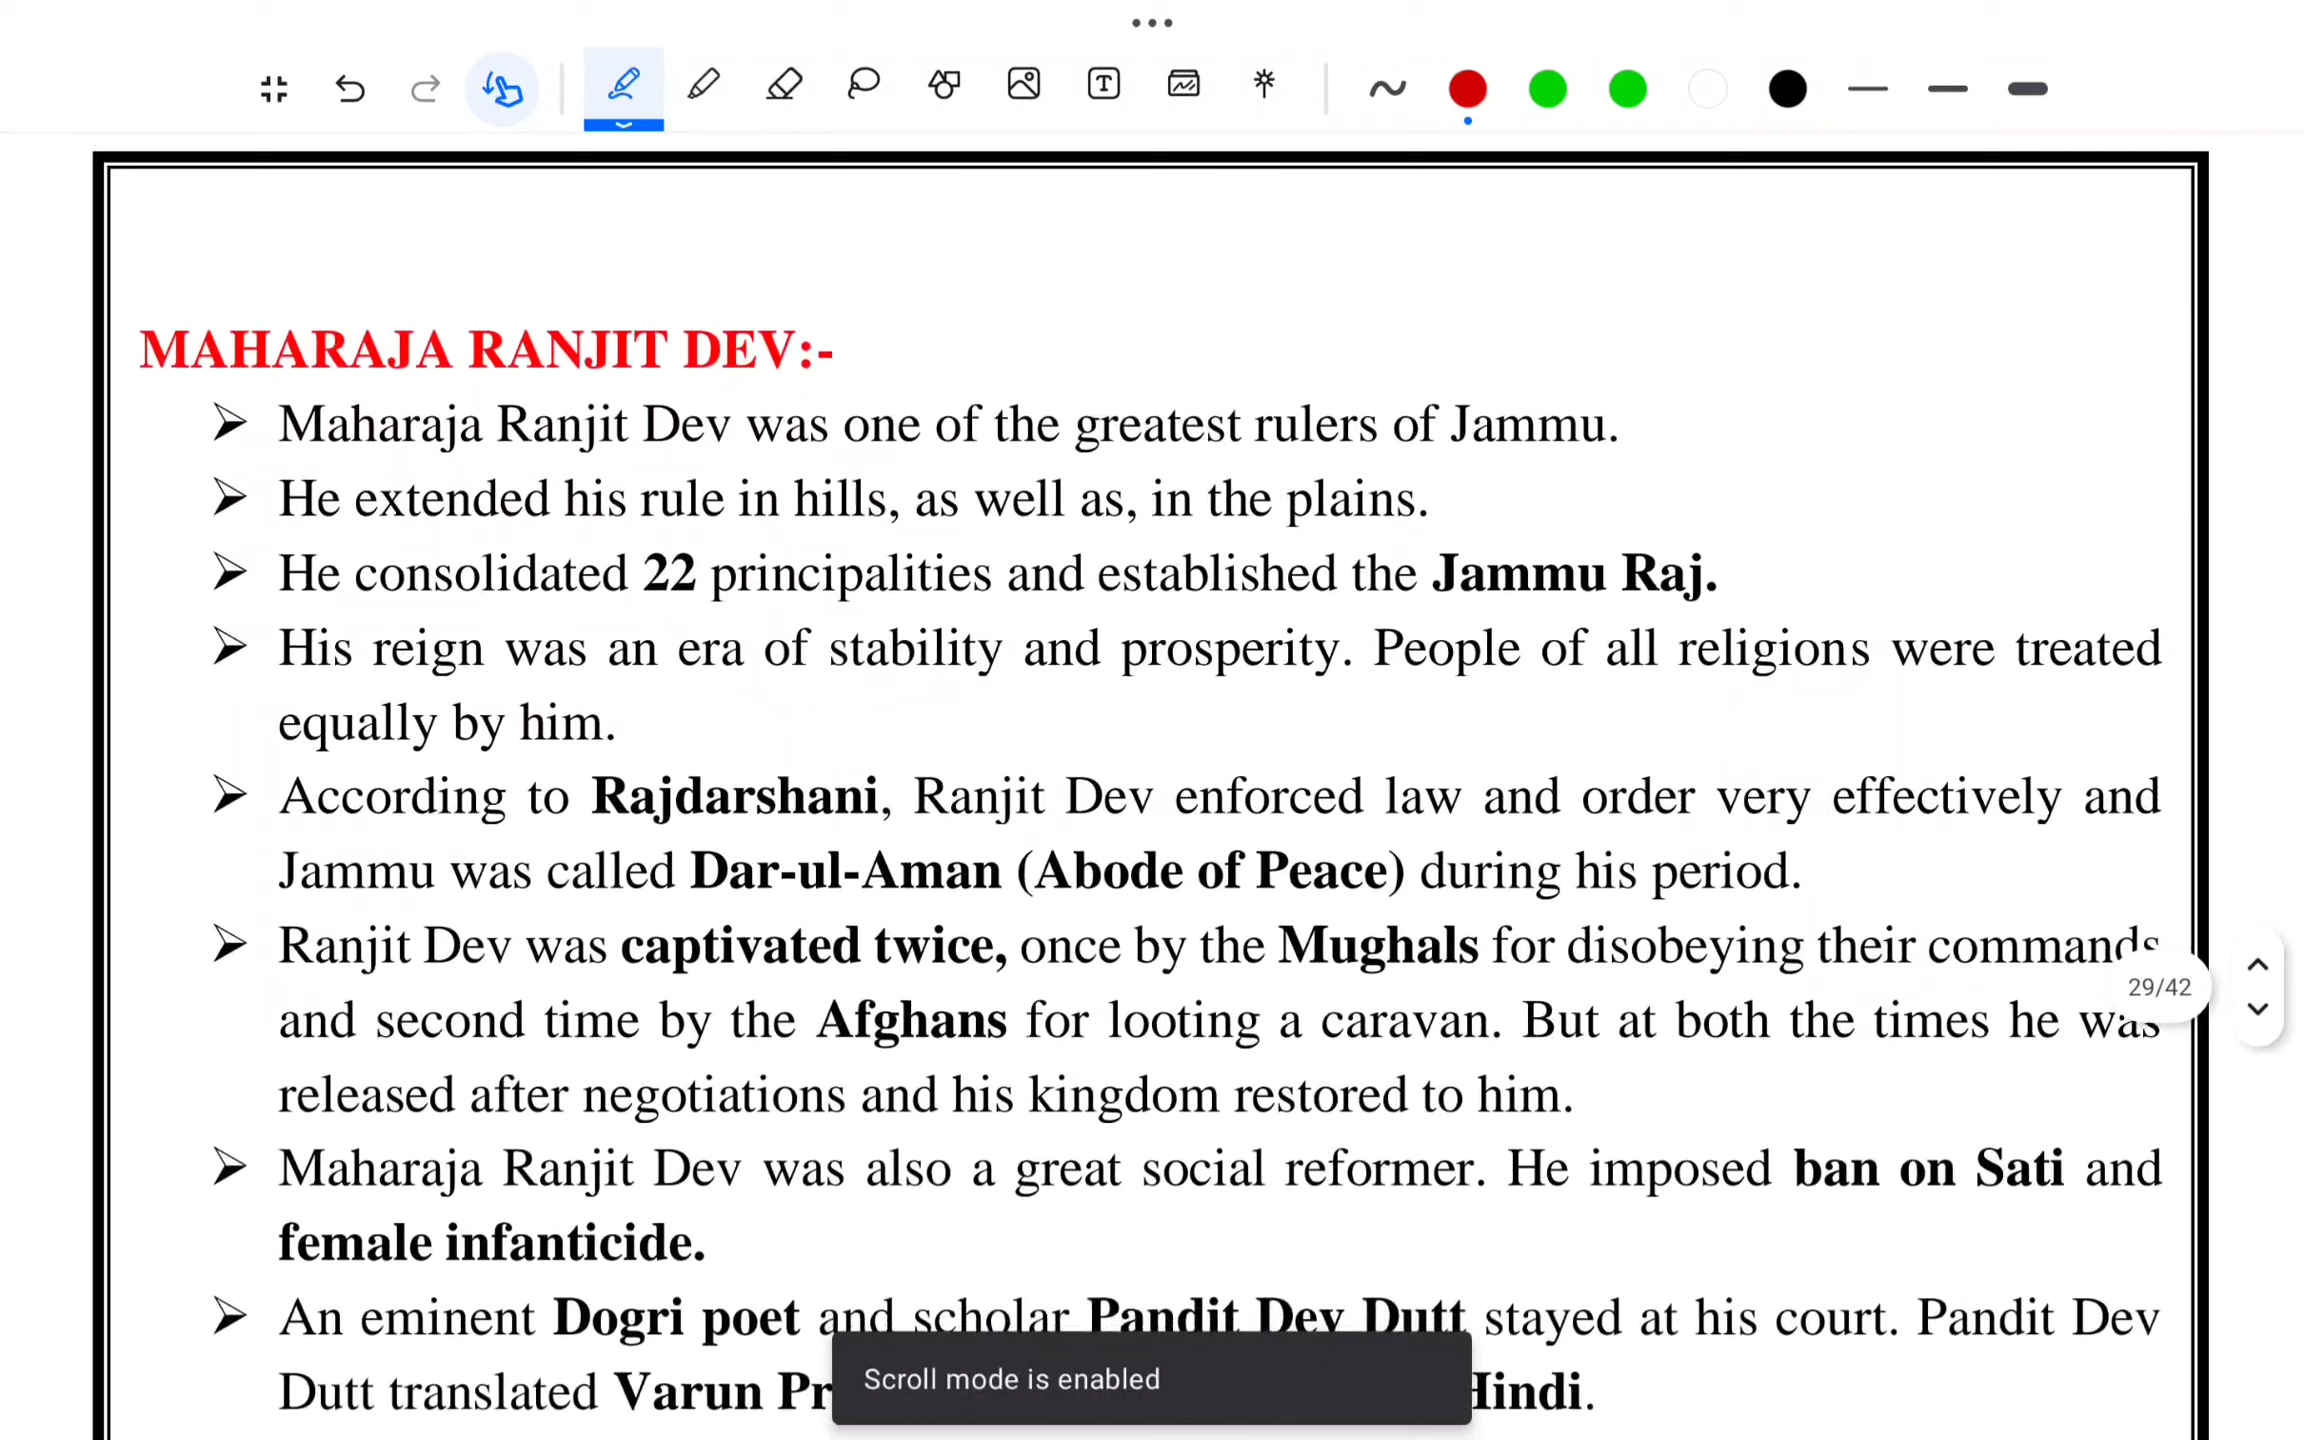 MAHARAJA RANJIT DEV:-
➢ Maharaja Ranjit Dev was one of the greatest rulers of Jammu.
➢ He extended his rule in hills, as well as, in the plains.
➢ He consolidated 22 principalities and established the Jammu Raj.
➢ His reign was an era of stability and prosperity. People of all religions were treated
equally by him.
➢ According to Rajdarshani, Ranjit Dev enforced law and order very effectively and
Jammu was called Dar-ul-Aman (Abode of Peace) during his period.
➢ Ranjit Dev was captivated twice, once by the Mughals for disobeying their commands
29/42
and second time by the Afghans for looting a caravan. But at both the times he was
released after negotiations and his kingdom restored to him.
➢ Maharaja Ranjit Dev was also a great social reformer. He imposed ban on Sati and
female infanticide.
➢ An eminent Dogri poet and scholar Pandit Dev Dutt stayed at his court. Pandit Dev
Dutt translated Varun Hindi.
Scroll mode is enabled